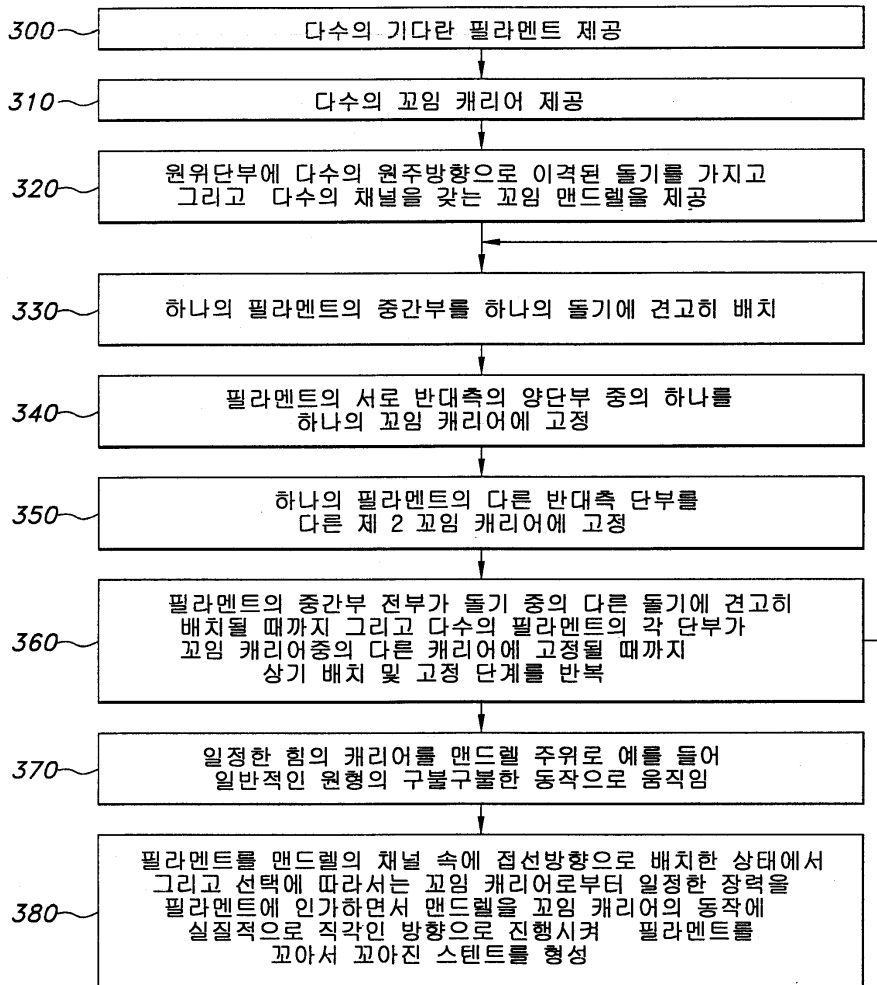 300 다수의 기다란 필라멘트 제공
310 다수의 꼬임 캐리어 제공
320 원위단부에 다수의 원주방향으로 이격된 돌기를 가지고
그리고 다수의 채널을 갖는 꼬임 맨드렐을 제공
330 하나의 필라멘트의 중간부를 하나의 돌기에 견고히 배치
340 필라멘트의 서로 반대측의 양단부 중의 하나를
하나의 꼬임 캐리어에 고정
350 하나의 필라멘트의 다른 반대측 단부를
다른 제 2 꼬임 캐리어에 고정
360 필라멘트의 중간부 전부가 돌기 중의 다른 돌기에 견고히
배치될 때까지 그리고 다수의 필라멘트의 각 단부가
꼬임 캐리어중의 다른 캐리어에 고정될 때까지
상기 배치 및 고정 단계를 반복
370 일정한 힘의 캐리어를 맨드렐 주위로 예를 들어
일반적인 원형의 구불구불한 동작으로 움직임
380 필라멘트를 맨드렐의 채널 속에 접선방향으로 배치한 상태에서
그리고 선택에 따라서는 꼬임 캐리어로부터 일정한 장력을
필라멘트에 인가하면서 맨드렐을 꼬임 캐리어의 동작에
실질적으로 직각인 방향으로 진행시켜 필라멘트를
꼬아서 꼬아진 스텐트를 형성